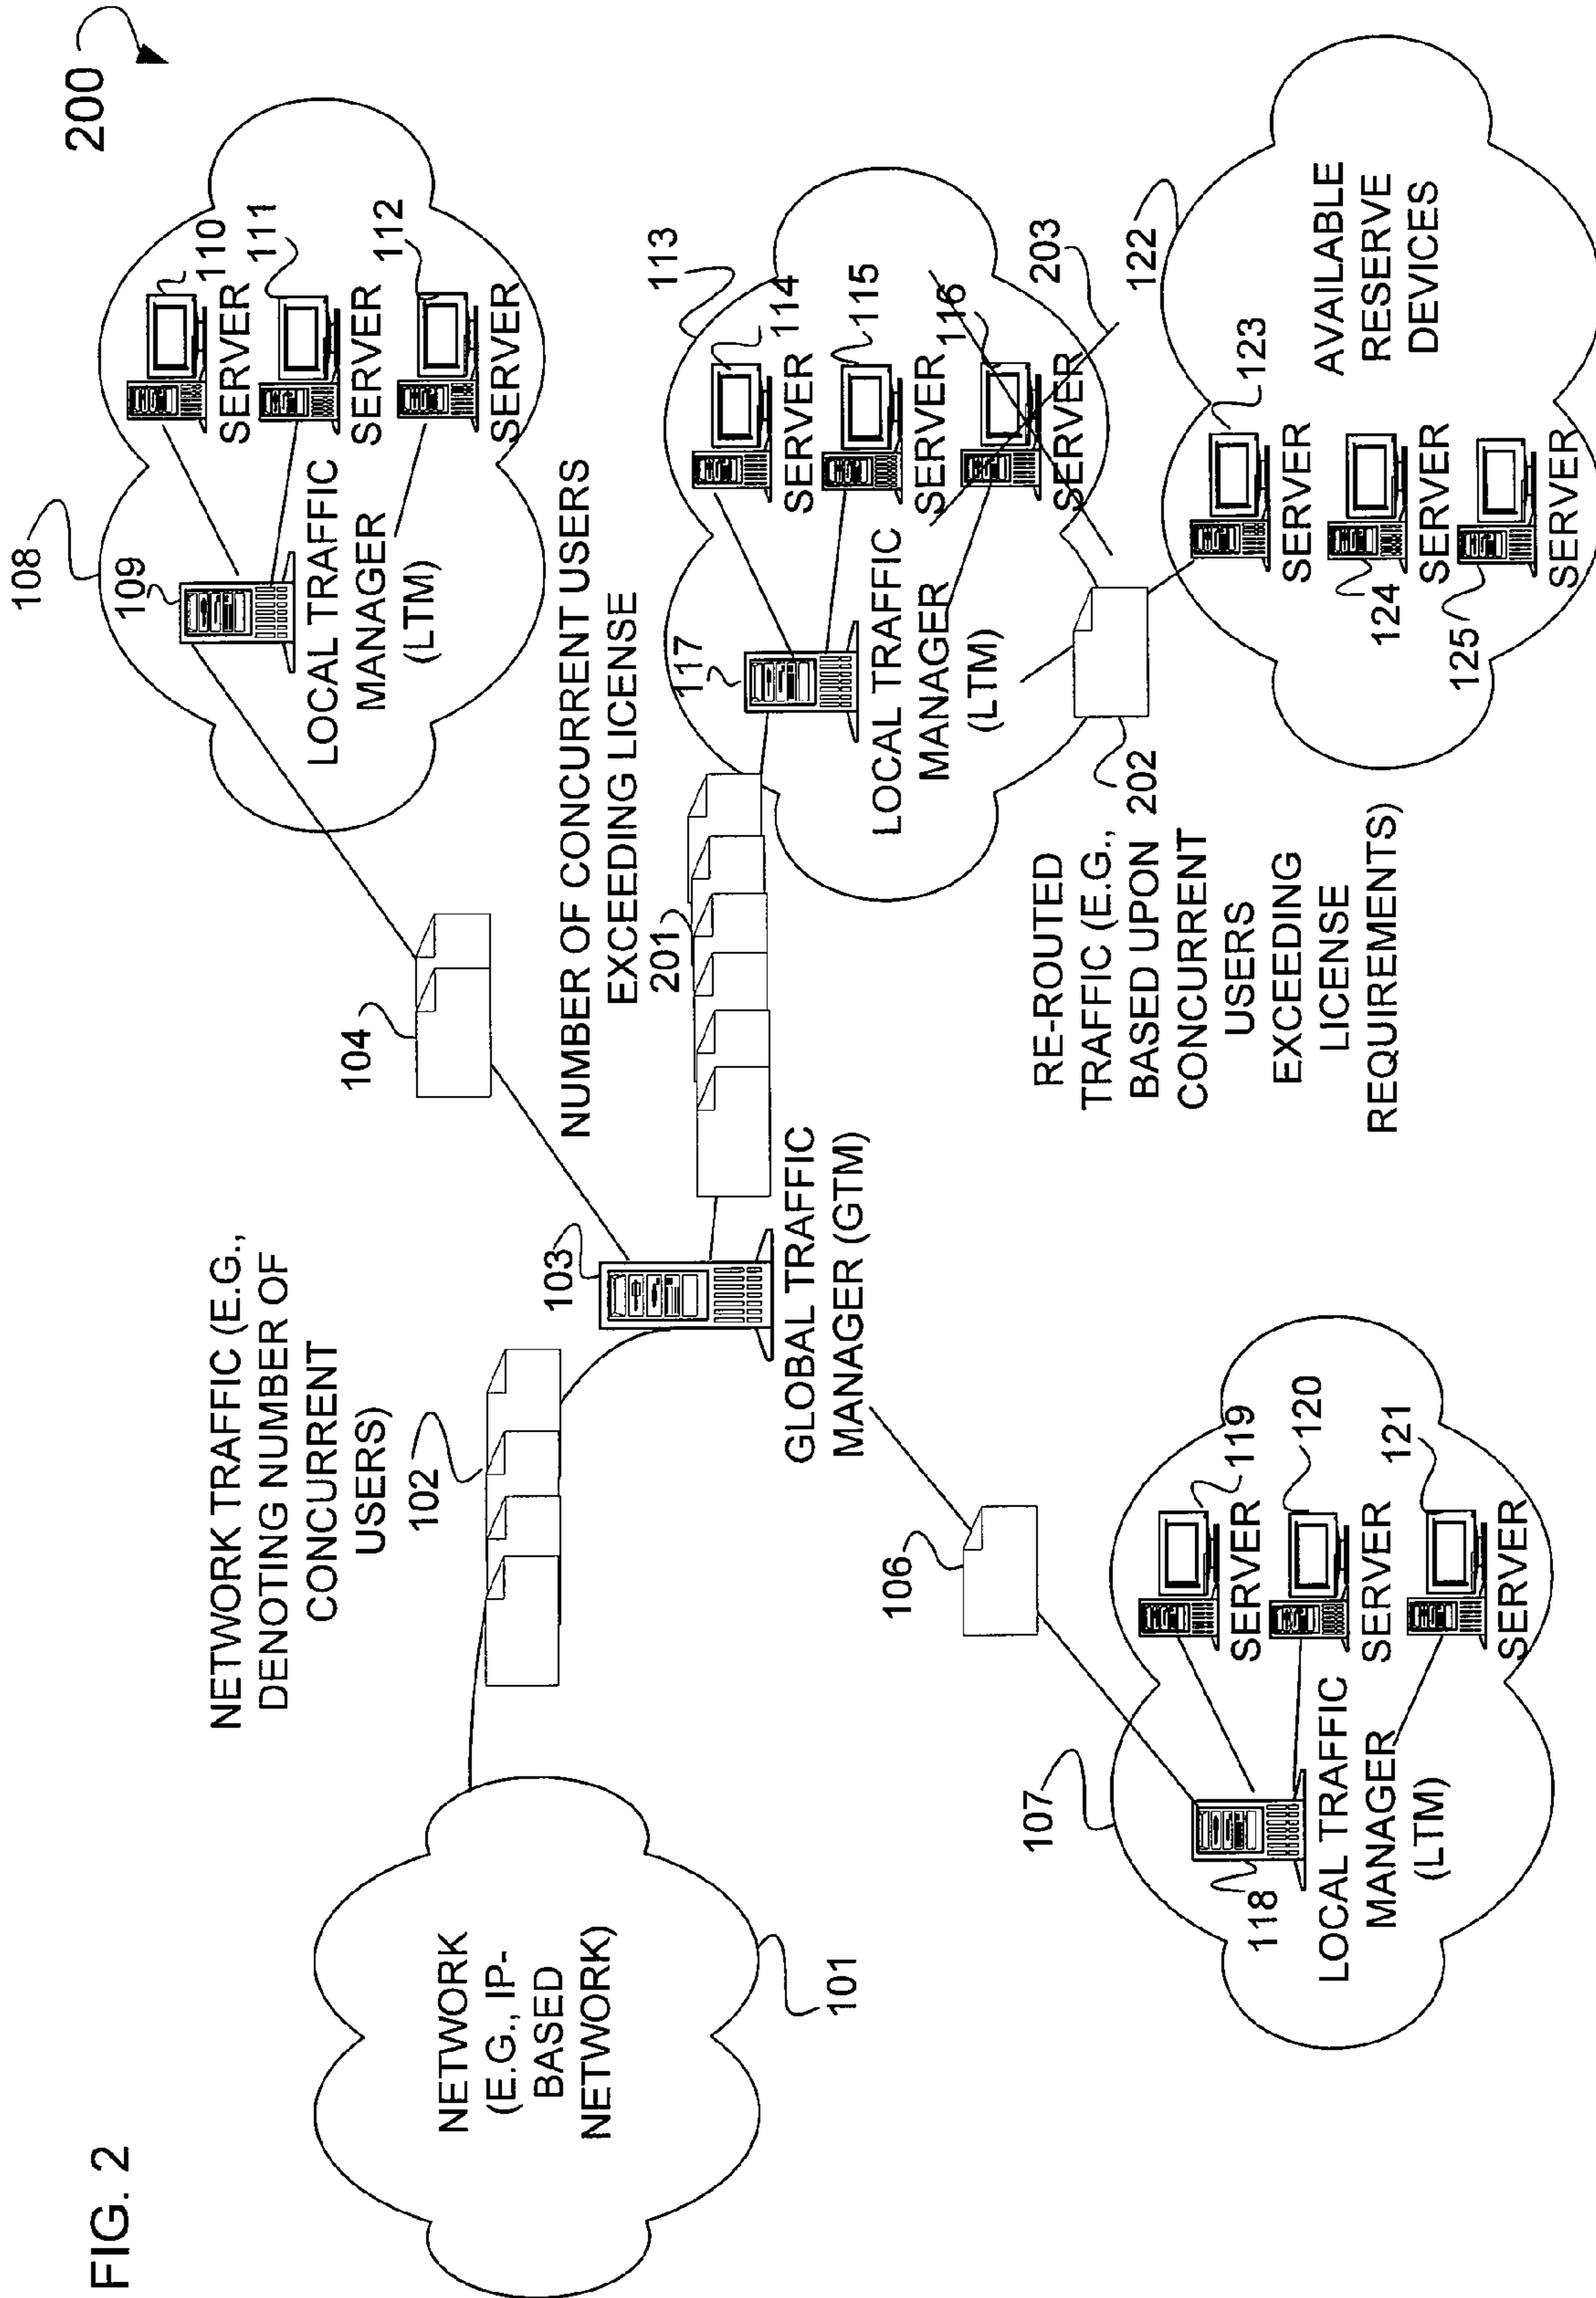 FIG. 2
200
NETWORK
(E.G., IP-
BASED
NETWORK)
101
NETWORK TRAFFIC (E.G.,
DENOTING NUMBER OF
CONCURRENT
USERS)
102
103
GLOBAL TRAFFIC
MANAGER (GTM)
104
108
109
LOCAL TRAFFIC
MANAGER
(LTM)
110
SERVER
111
SERVER
112
SERVER
NUMBER OF CONCURRENT USERS
EXCEEDING LICENSE
201
113
117
LOCAL TRAFFIC
MANAGER
(LTM)
114
SERVER
115
SERVER
116
SERVER
203
106
107
118
LOCAL TRAFFIC
MANAGER
(LTM)
119
SERVER
120
SERVER
121
SERVER
RE-ROUTED
TRAFFIC (E.G.,
BASED UPON
CONCURRENT
USERS
EXCEEDING
LICENSE
REQUIREMENTS)
202
122
123
SERVER
124
SERVER
125
SERVER
AVAILABLE
RESERVE
DEVICES